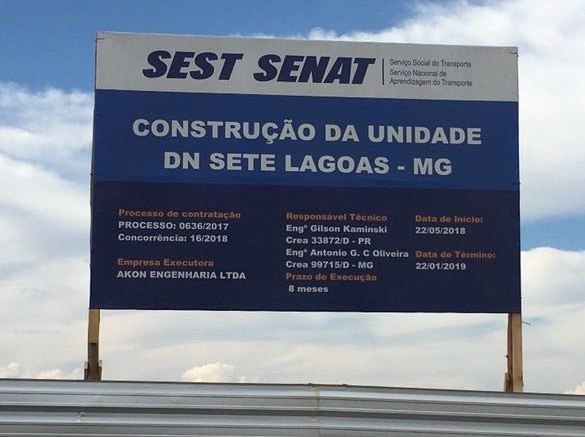 SEST SENAT
Serviço Social do Transporte
Serviço Nacional de
Aprendizagem do Transporte
CONSTRUÇÃO DA UNIDADE
DN SETE LAGOAS - MG
Processo de contratação
PROCESSO: 0636/2017
Concorrência: 16/2018
Empresa Executora
AKON ENGENHARIA LTDA
Responsável Técnico
Engº Gilson Kaminski
Crea 33872/D - PR
Engº Antonio G. C Oliveira
Crea 99715/D - MG
Prazo de Execução
8 meses
Data de Início:
22/05/2018
Data de Término:
22/01/2019